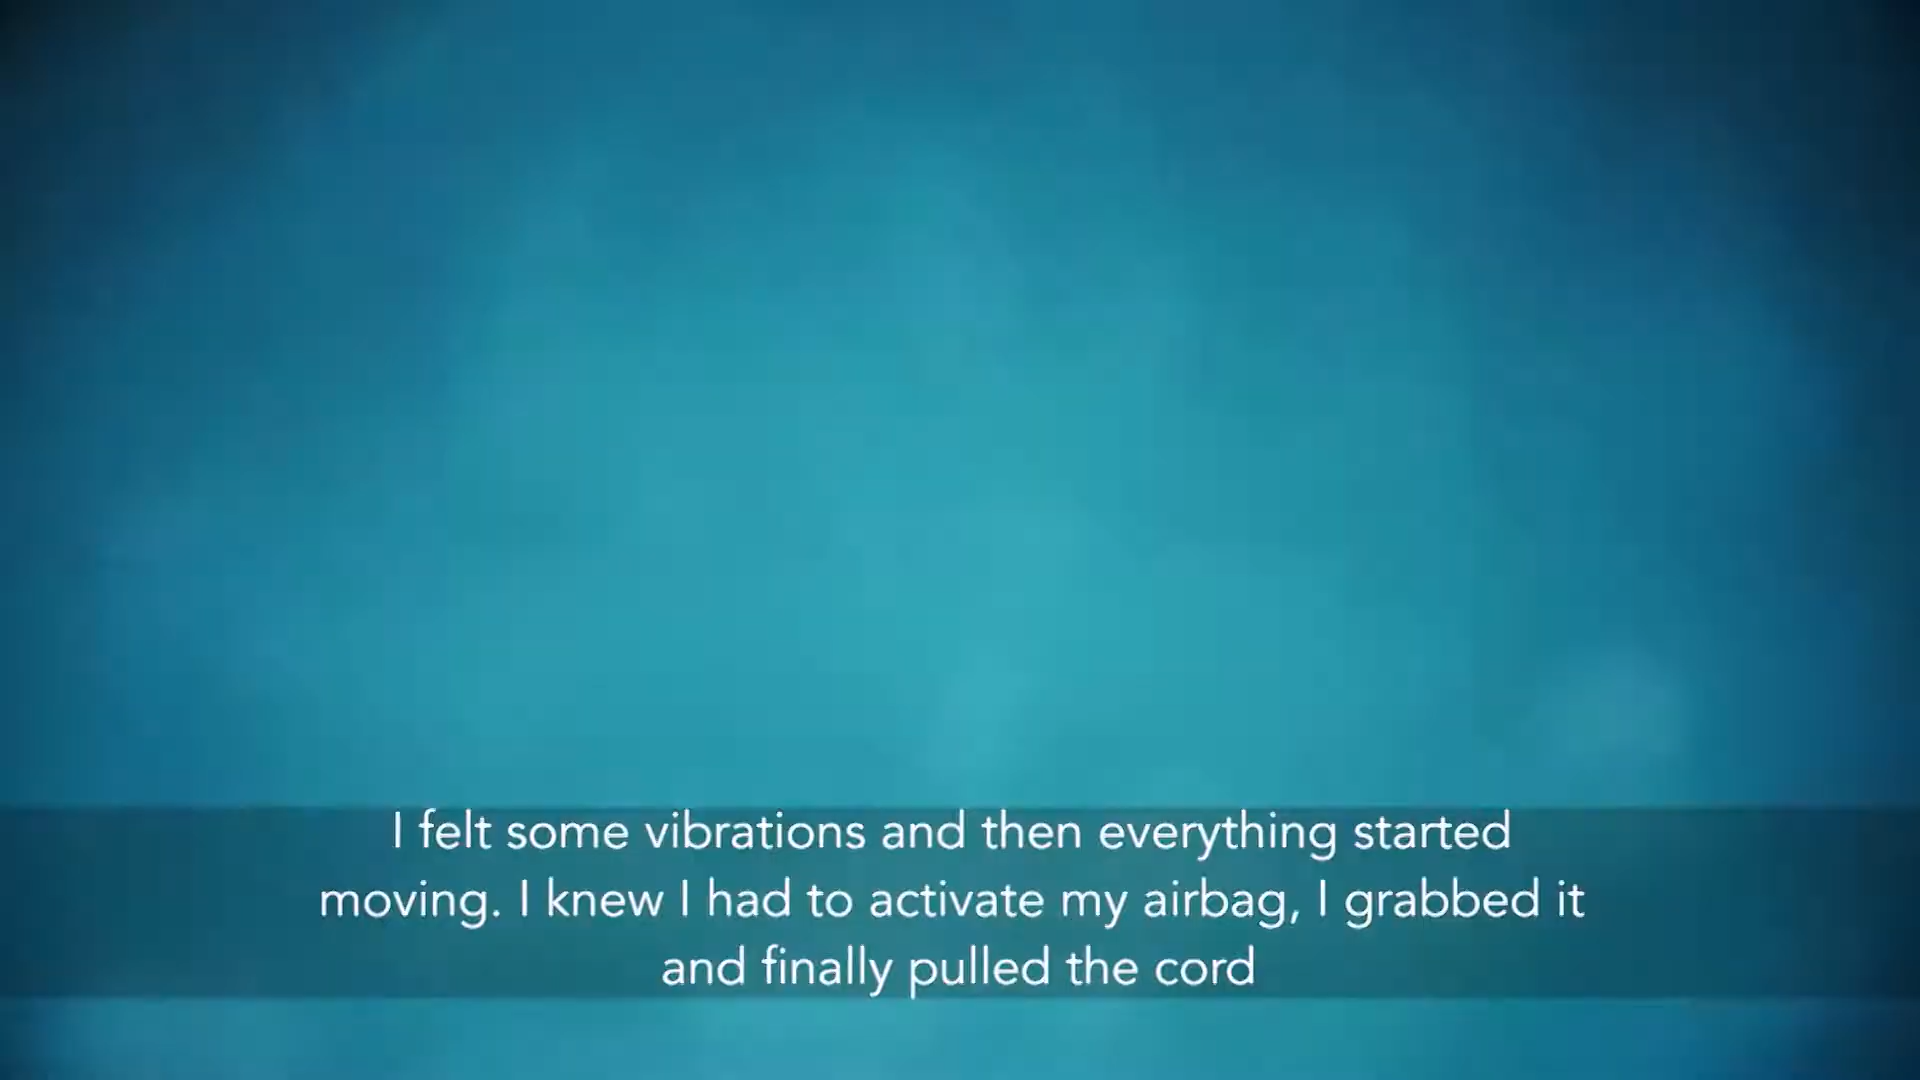 I felt some vibrations and then everything started
moving. I knew I had to activate my airbag, I grabbed it
and finally pulled the cord